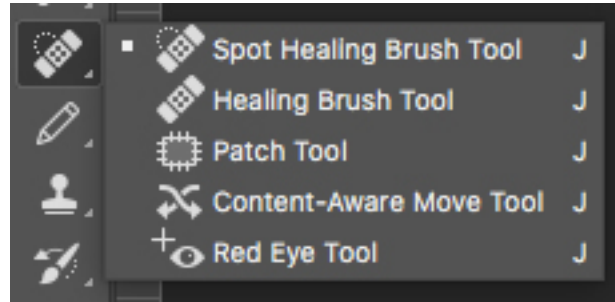 Spot Healing Brush Tool J
Healing Brush Tool J
Patch Tool J
Content-Aware Move Tool J
Red Eye Tool J